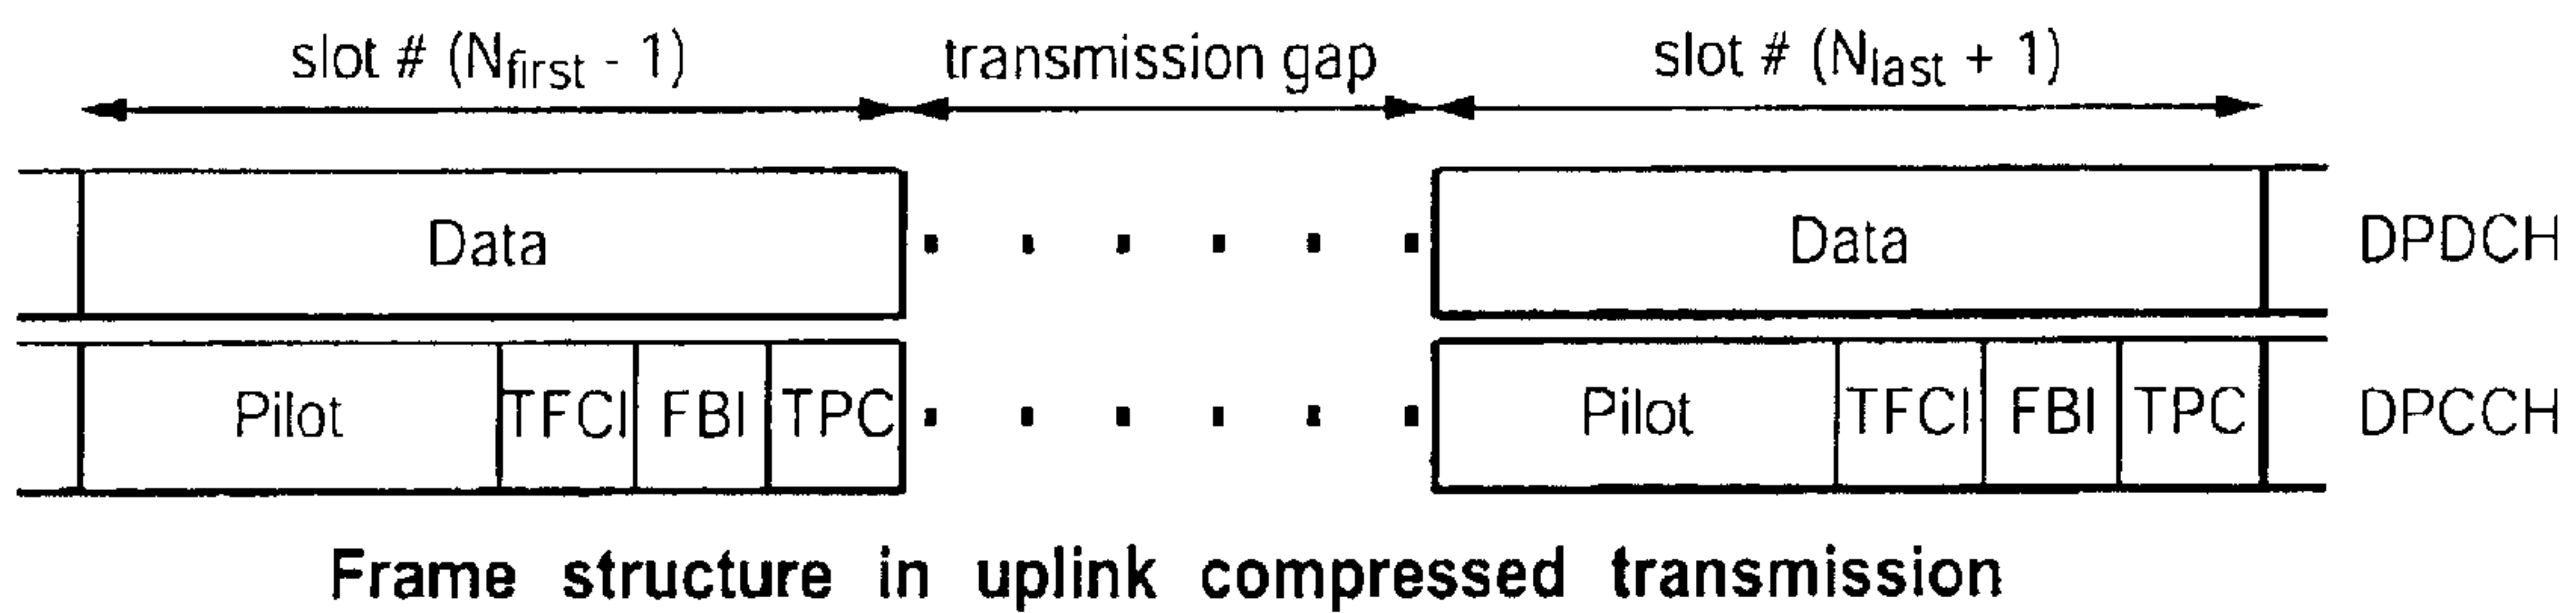 slot # (Nfirst - 1) transmission gap slot # (Nlast + 1)
Data Data DPDCH
Pilot TFCI FBI TPC Pilot TFCI FBI TPC DPCCH
Frame structure in uplink compressed transmission